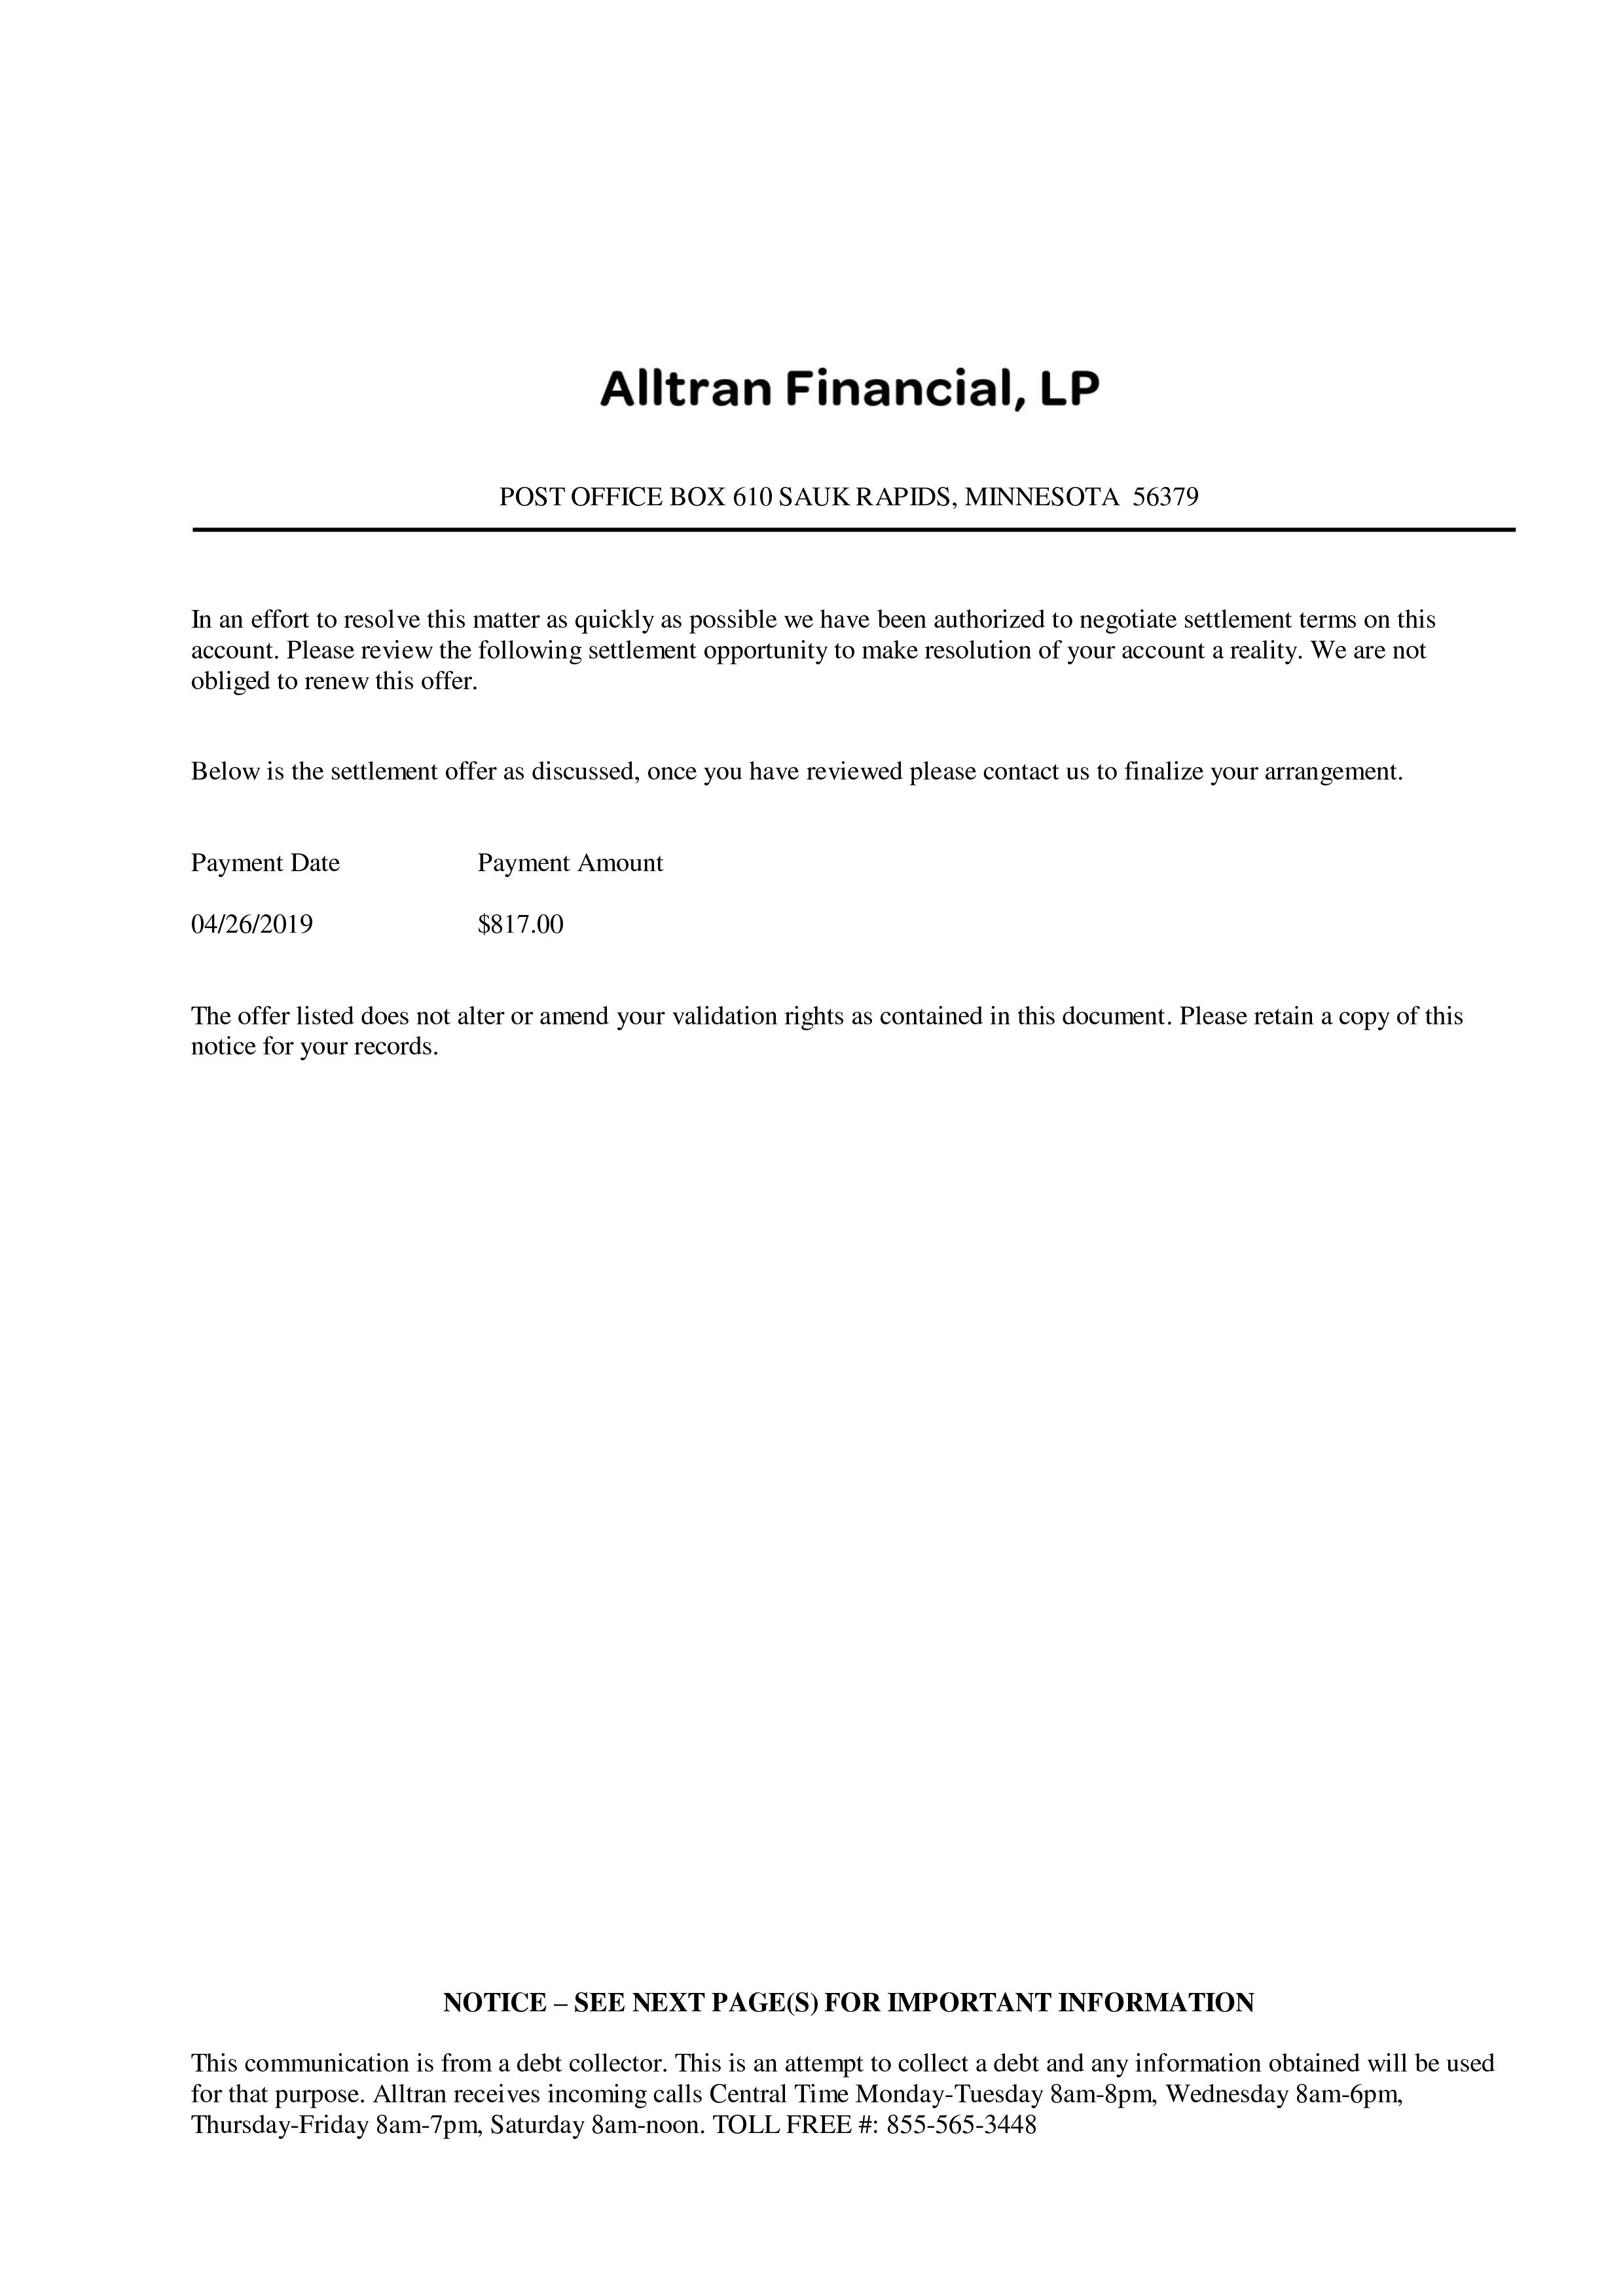 Alltran Financial, LP
POST OFFICE BOX 610 SAUK RAPIDS, MINNESOTA  56379
In an effort to resolve this matter as quickly as possible we have been authorized to negotiate settlement terms on this
account. Please review the following settlement opportunity to make resolution of your account a reality. We are not
obliged to renew this offer.
Below is the settlement offer as discussed, once you have reviewed please contact us to finalize your arrangement.
Payment Date    Payment Amount
04/26/2019    $817.00
The offer listed does not alter or amend your validation rights as contained in this document. Please retain a copy of this
notice for your records.
NOTICE – SEE NEXT PAGE(S) FOR IMPORTANT INFORMATION
This communication is from a debt collector. This is an attempt to collect a debt and any information obtained will be used
for that purpose. Alltran receives incoming calls Central Time Monday-Tuesday 8am-8pm, Wednesday 8am-6pm,
Thursday-Friday 8am-7pm, Saturday 8am-noon. TOLL FREE #: 855-565-3448